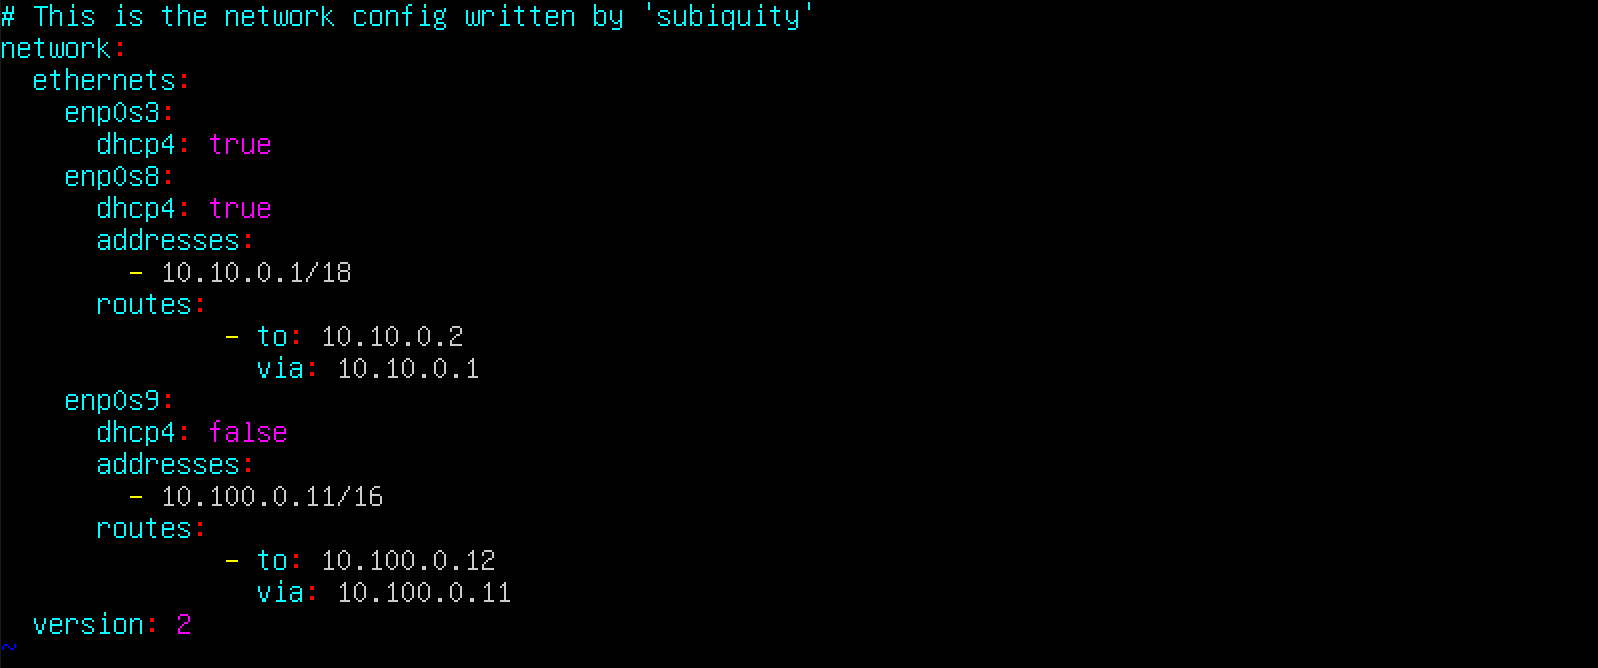 # This is the network config written by 'subiquity'
network:
  ethernets:
    enp0s3:
      dhcp4: true
    enp0s8:
      dhcp4: true
      addresses:
        - 10.10.0.1/18
      routes:
              - to: 10.10.0.2
                via: 10.10.0.1
    enp0s9:
      dhcp4: false
      addresses:
        - 10.100.0.11/16
      routes:
              - to: 10.100.0.12
                via: 10.100.0.11
  version: 2
~